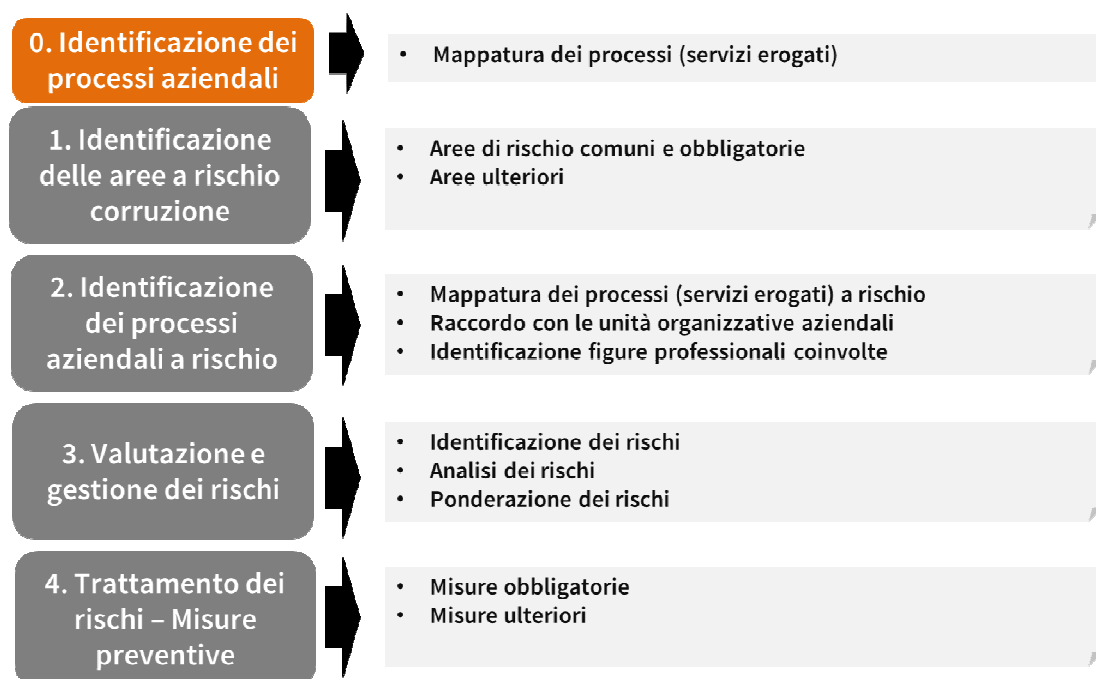 0. Identificazione dei
processi aziendali
• Mappatura dei processi (servizi erogati)
1. Identificazione
delle aree a rischio
corruzione
• Aree di rischio comuni e obbligatorie
• Aree ulteriori
2. Identificazione
dei processi
aziendali a rischio
• Mappatura dei processi (servizi erogati) a rischio
• Raccordo con le unità organizzative aziendali
• Identificazione figure professionali coinvolte
3. Valutazione e
gestione dei rischi
• Identificazione dei rischi
• Analisi dei rischi
• Ponderazione dei rischi
4. Trattamento dei
rischi – Misure
preventive
• Misure obbligatorie
• Misure ulteriori